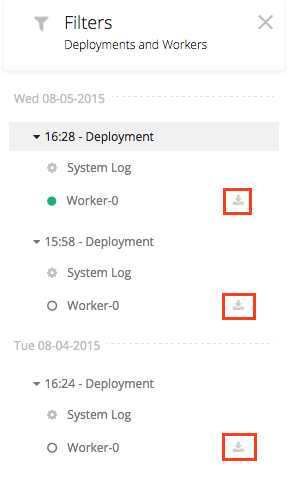 Filters
Deployments and Workers
Wed 08-05-2015
16:28 - Deployment
System Log
Worker-0
15:58 - Deployment
System Log
Worker-0
Tue 08-04-2015
16:24 - Deployment
System Log
Worker-0